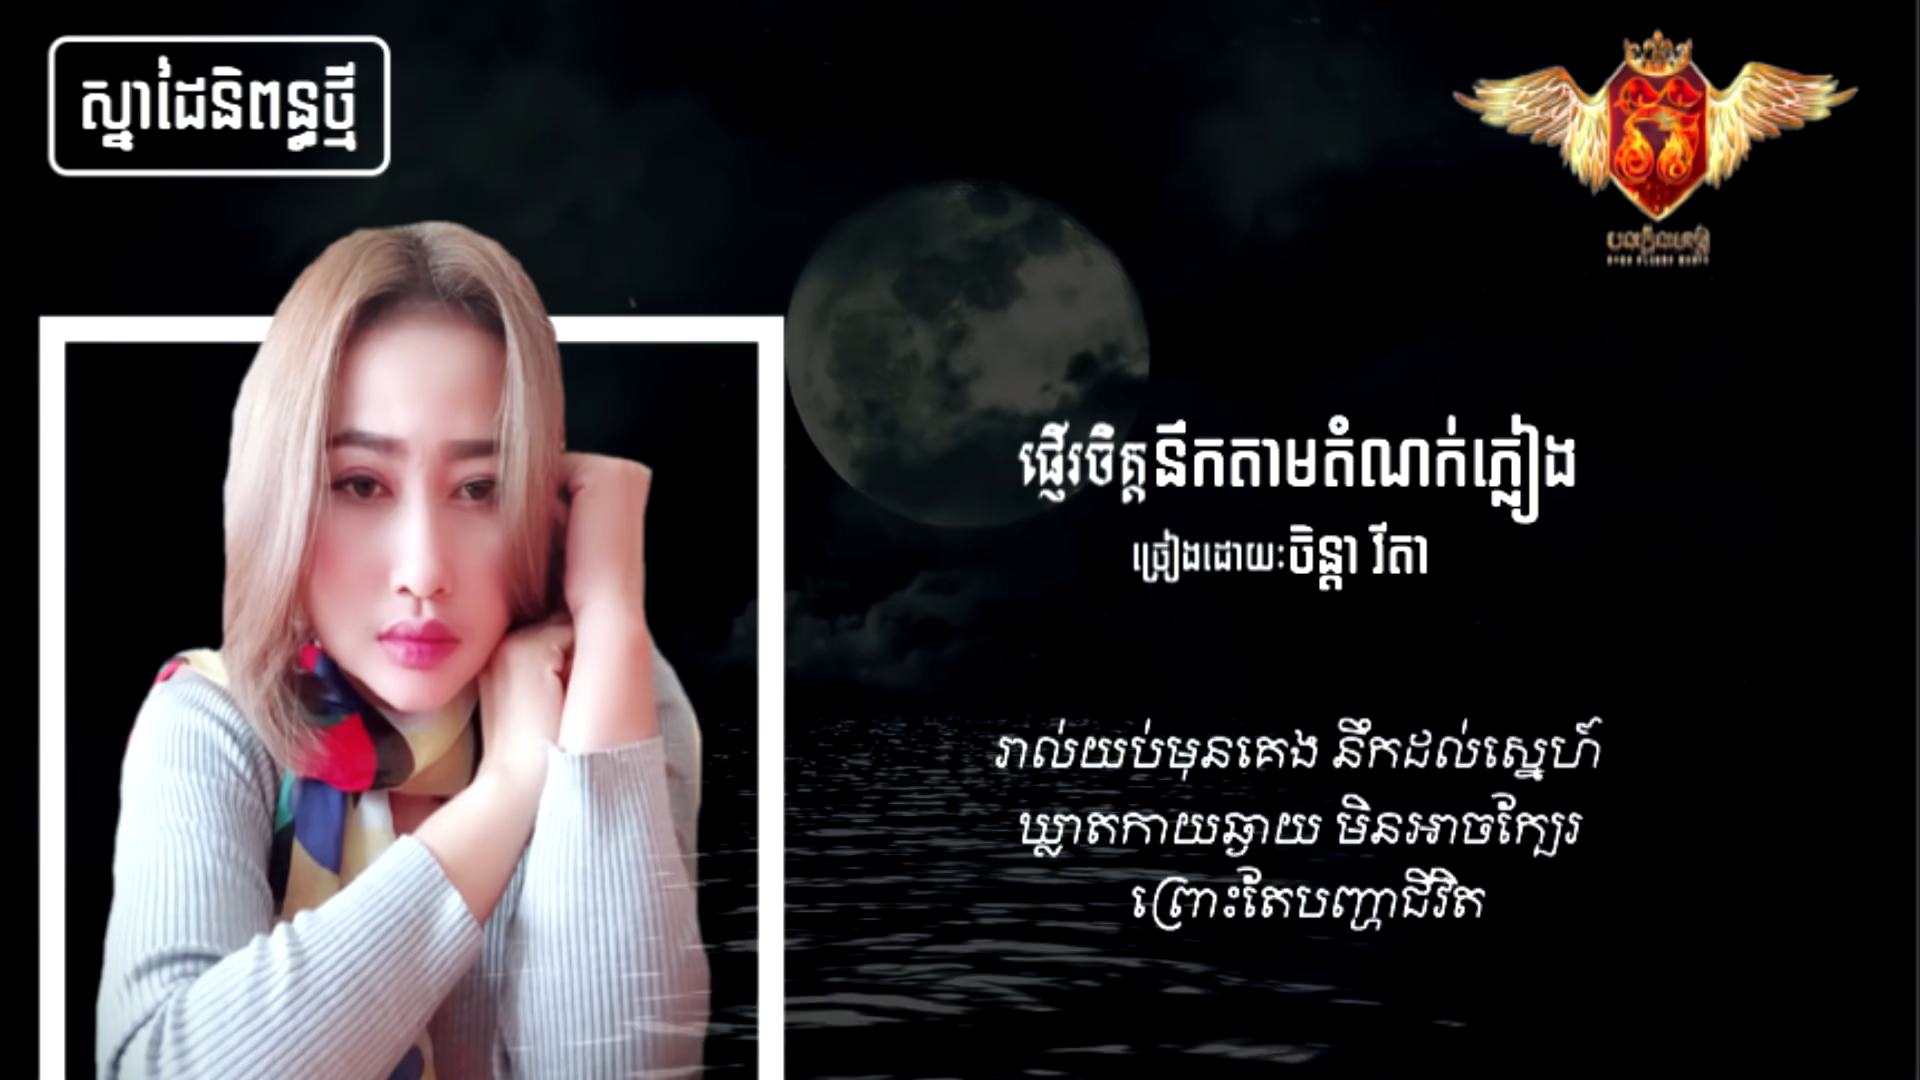 ស្នាដៃនិពន្ធថ្មី
ផ្ញើរចិត្តនឹកតាមតំណក់ភ្លៀង
ច្រៀងដោយ:ចិន្តា រីតា
រាល់យប់មុនគេង នឹកដល់ស្នេហ៍
ឃ្លាតកាយឆ្ងាយ មិនអាចក្បែរ
ព្រោះតែបញ្ហាជីវិត